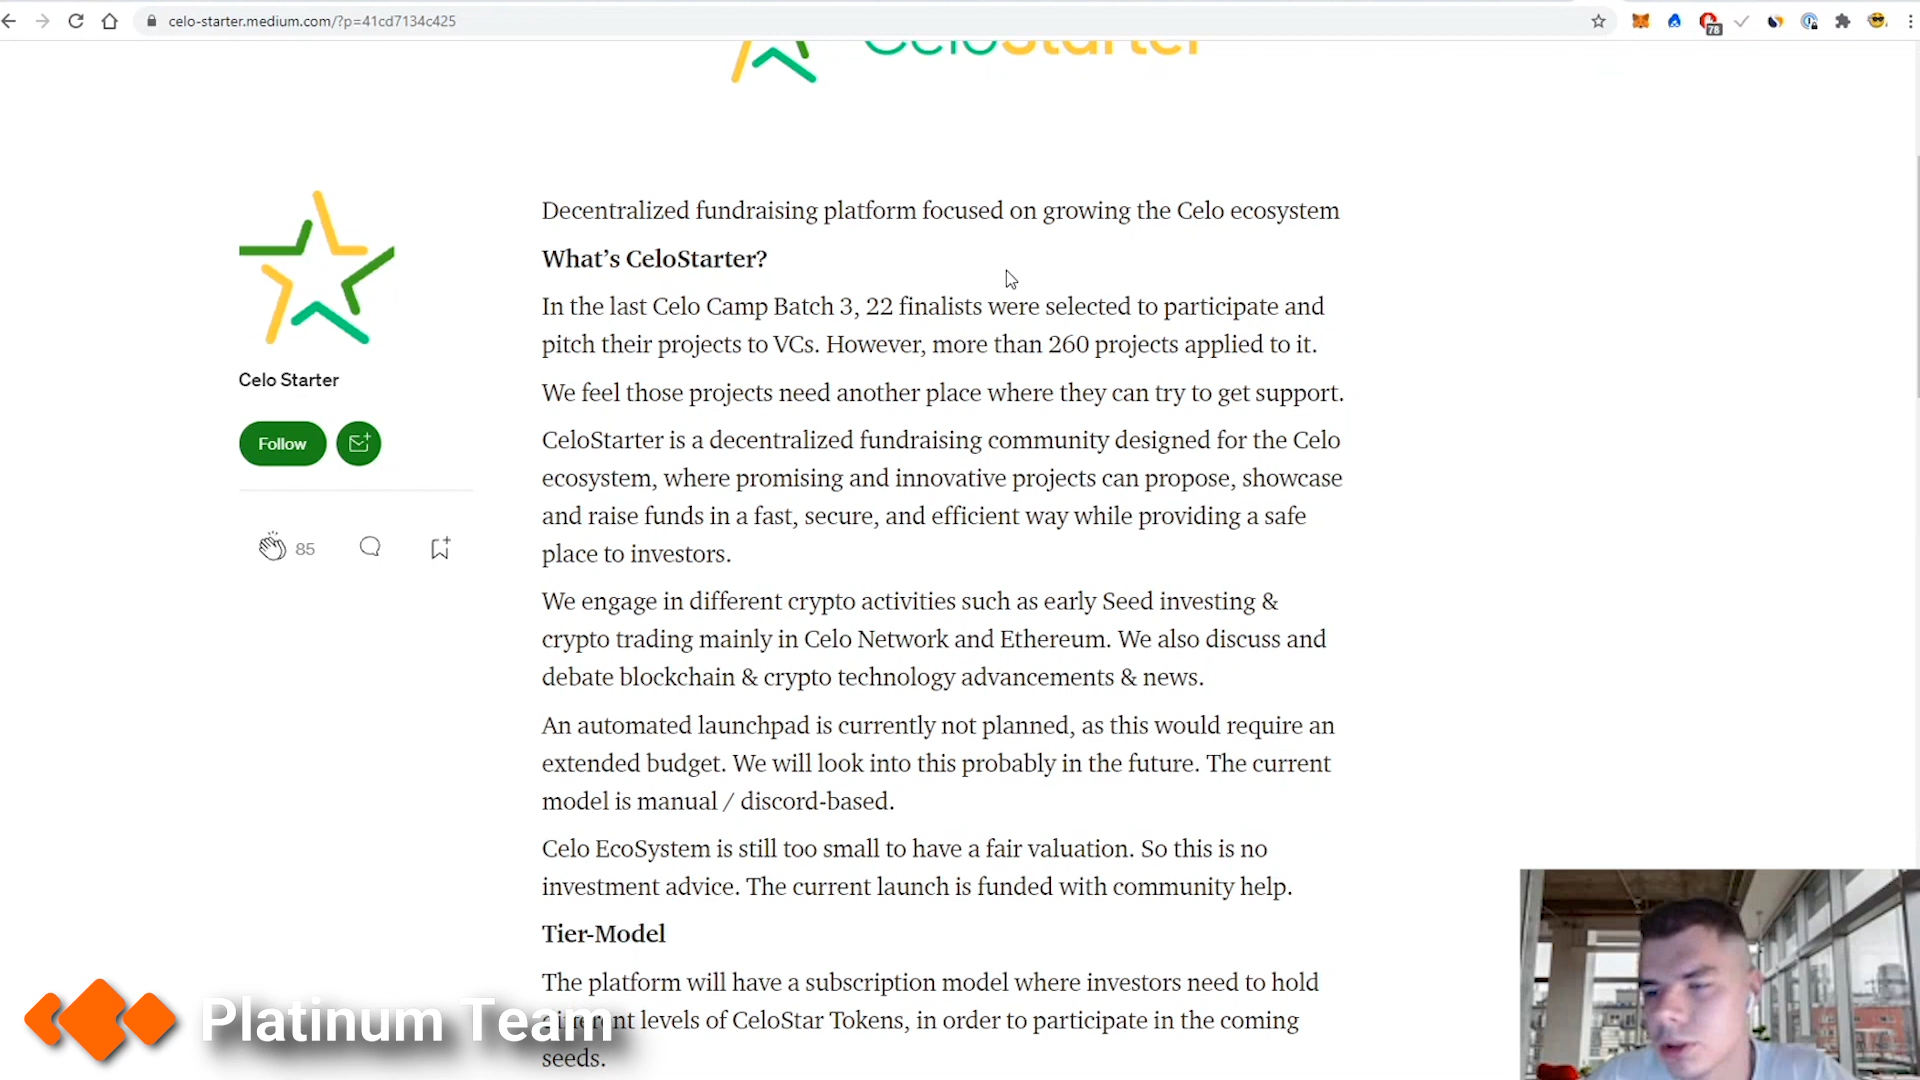 celo-starter.medium.com/?p=41cd7134c425
78
CeloStarter
Decentralized fundraising platform focused on growing the Celo ecosystem
What's CeloStarter?
In the last Celo Camp Batch 3, 22 finalists were selected to participate and
pitch their projects to VCs. However, more than 260 projects applied to it.
Celo Starter
We feel those projects need another place where they can try to get support.
Follow
CeloStarter is a decentralized fundraising community designed for the Celo
ecosystem, where promising and innovative projects can propose, showcase
and raise funds in a fast, secure, and efficient way while providing a safe
place to investors.
85
We engage in different crypto activities such as early Seed investing &
crypto trading mainly in Celo Network and Ethereum. We also discuss and
debate blockchain & crypto technology advancements & news.
An automated launchpad is currently not planned, as this would require an
extended budget. We will look into this probably in the future. The current
model is manual / discord-based.
Celo EcoSystem is still too small to have a fair valuation. So this is no
investment advice. The current launch is funded with community help.
Tier-Model
The platform will have a subscription model where investors need to hold
different levels of CeloStar Tokens, in order to participate in the coming
seeds.
Platinum Team